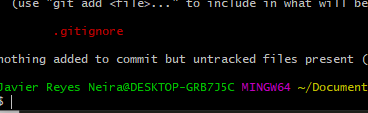 (use "git add <file>..." to include in what will be
.gitignore
nothing added to commit but untracked files present (
Javier Reyes Neira@DESKTOP-GRB7J5C MINGW64 ~/Document
$